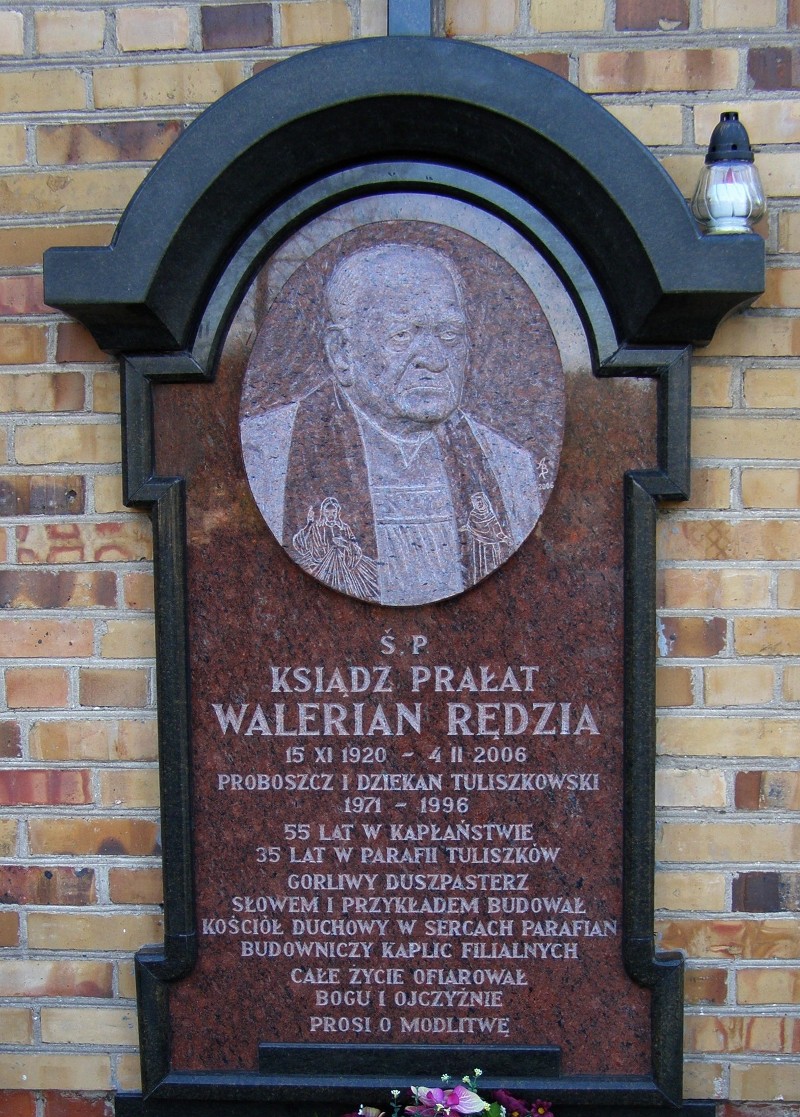 Ś. P
KSIĄDZ PRAŁAT
WALERIAN RĘDZIA
15 XI 1920 – 4 II 2006
PROBOSZCZ I DZIEKAN TULISZKOWSKI
1971 – 1996
55 LAT W KAPŁAŃSTWIE
35 LAT W PARAFII TULISZKÓW
GORLIWY DUSZPASTERZ
SŁOWEM I PRZYKŁADEM BUDOWAŁ
KOŚCIÓŁ DUCHOWY W SERCACH PARAFIAN
BUDOWNICZY KAPLIC FILIALNYCH
CAŁE ŻYCIE OFIAROWAŁ
BOGU I OJCZYŹNIE
PROSI O MODLITWĘ